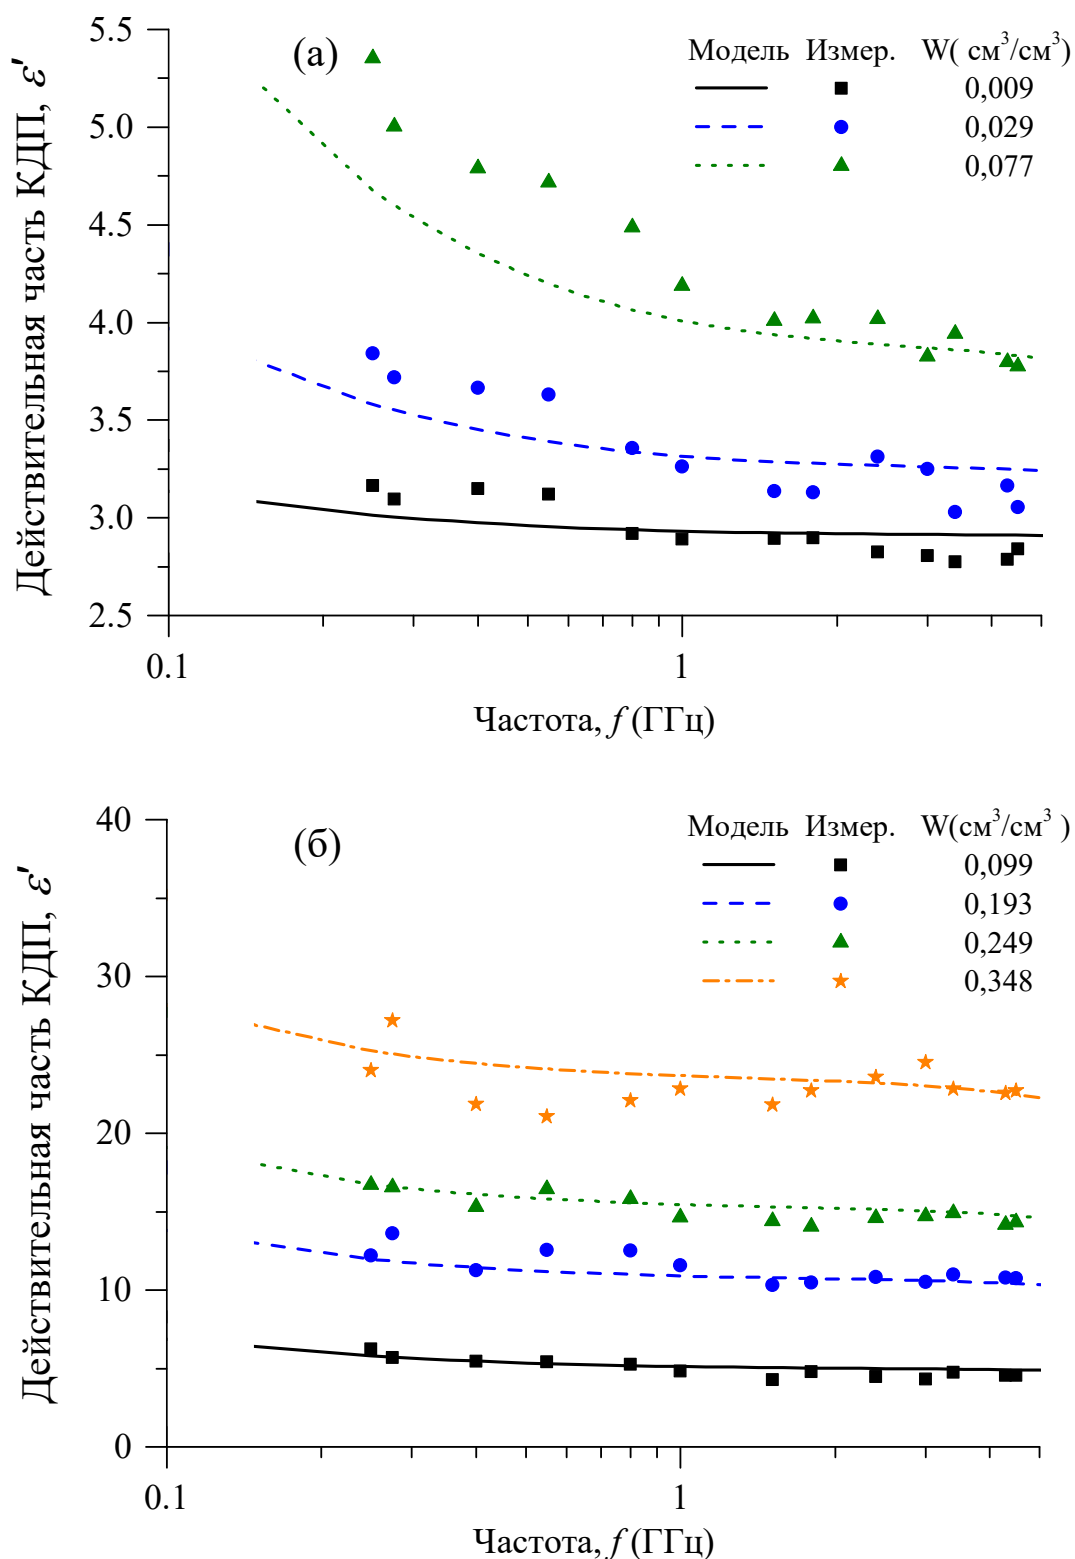 (а)
Модель Измер. W( см³/см³)
0,009
0,029
0,077
Действительная часть КДП, ε'
5.5
5.0
4.5
4.0
3.5
3.0
2.5
0.1 1
Частота, f (ГГц)
(б)
Модель Измер. W(см³/см³ )
0,099
0,193
0,249
0,348
Действительная часть КДП, ε'
40
30
20
10
0
0.1 1
Частота, f (ГГц)